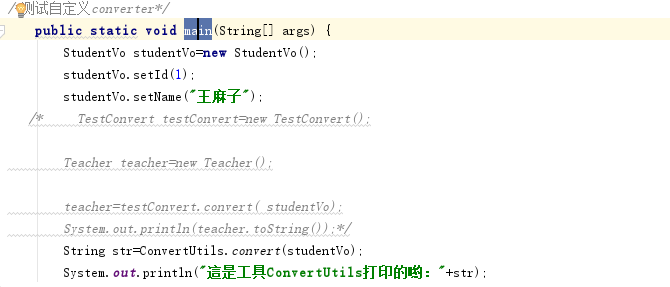 /*测试自定义converter*/
public static void main(String[] args) {
StudentVo studentVo=new StudentVo();
studentVo.setId(1);
studentVo.setName("王麻子");
/* TestConvert testConvert=new TestConvert();
Teacher teacher=new Teacher();
teacher=testConvert.convert( studentVo);
System.out.println(teacher.toString());*/
String str=ConvertUtils.convert(studentVo);
System.out.println("這是工具ConvertUtils打印的哟："+str);